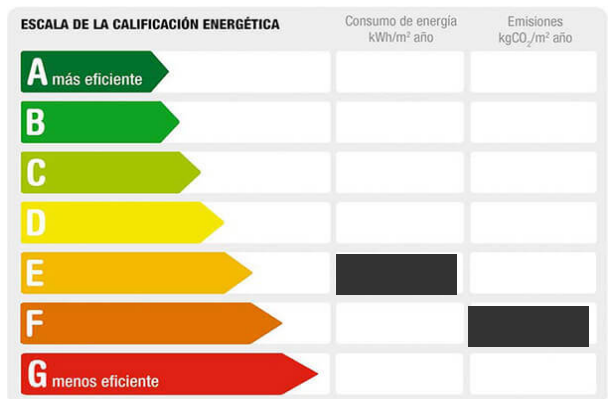 ESCALA DE LA CALIFICACIÓN ENERGÉTICA
Consumo de energía
kWh/m² año
Emisiones
kgCO₂/m² año
A más eficiente
B
C
D
E
F
G menos eficiente